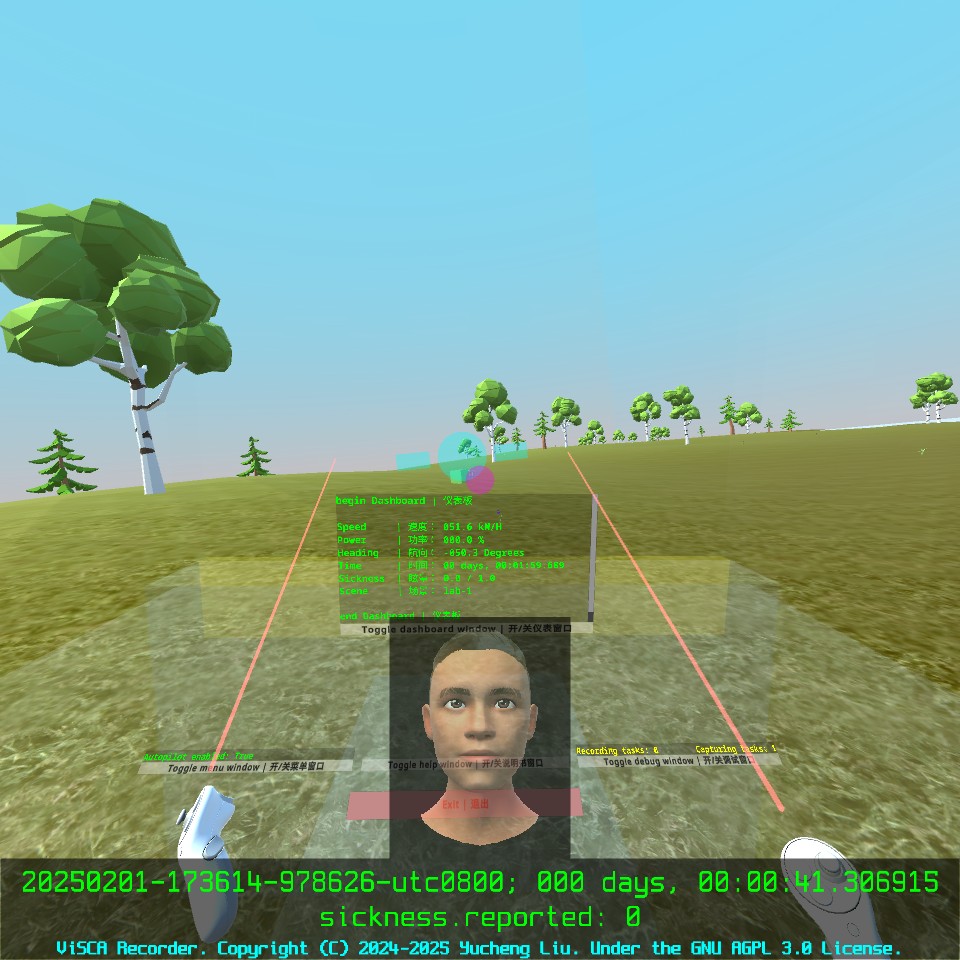 begin Dashboard | 仪表板
Speed | 速度: 051.6 kM/H
Power | 功率: 000.0 %
Heading | 航向: -050.3 Degrees
Time | 时间: 00 days, 00:01:59.569
Sickness | 眩晕: 0.0 / 1.0
Scene | 场景: lab-1
end Dashboard | 仪表板
Toggle dashboard window | 开/关仪表窗口
Autopilot enabled: True
Toggle menu window | 开/关菜单窗口
Toggle help window | 开/关说明书窗口
Recording tasks: 0 Capturing tasks: 1
Toggle debug window | 开/关调试窗口
Exit | 退出
20250201-173614-978626-utc0800; 000 days, 00:00:41.306915
sickness.reported: 0
ViSCA Recorder. Copyright (C) 2024-2025 Yucheng Liu. Under the GNU AGPL 3.0 License.